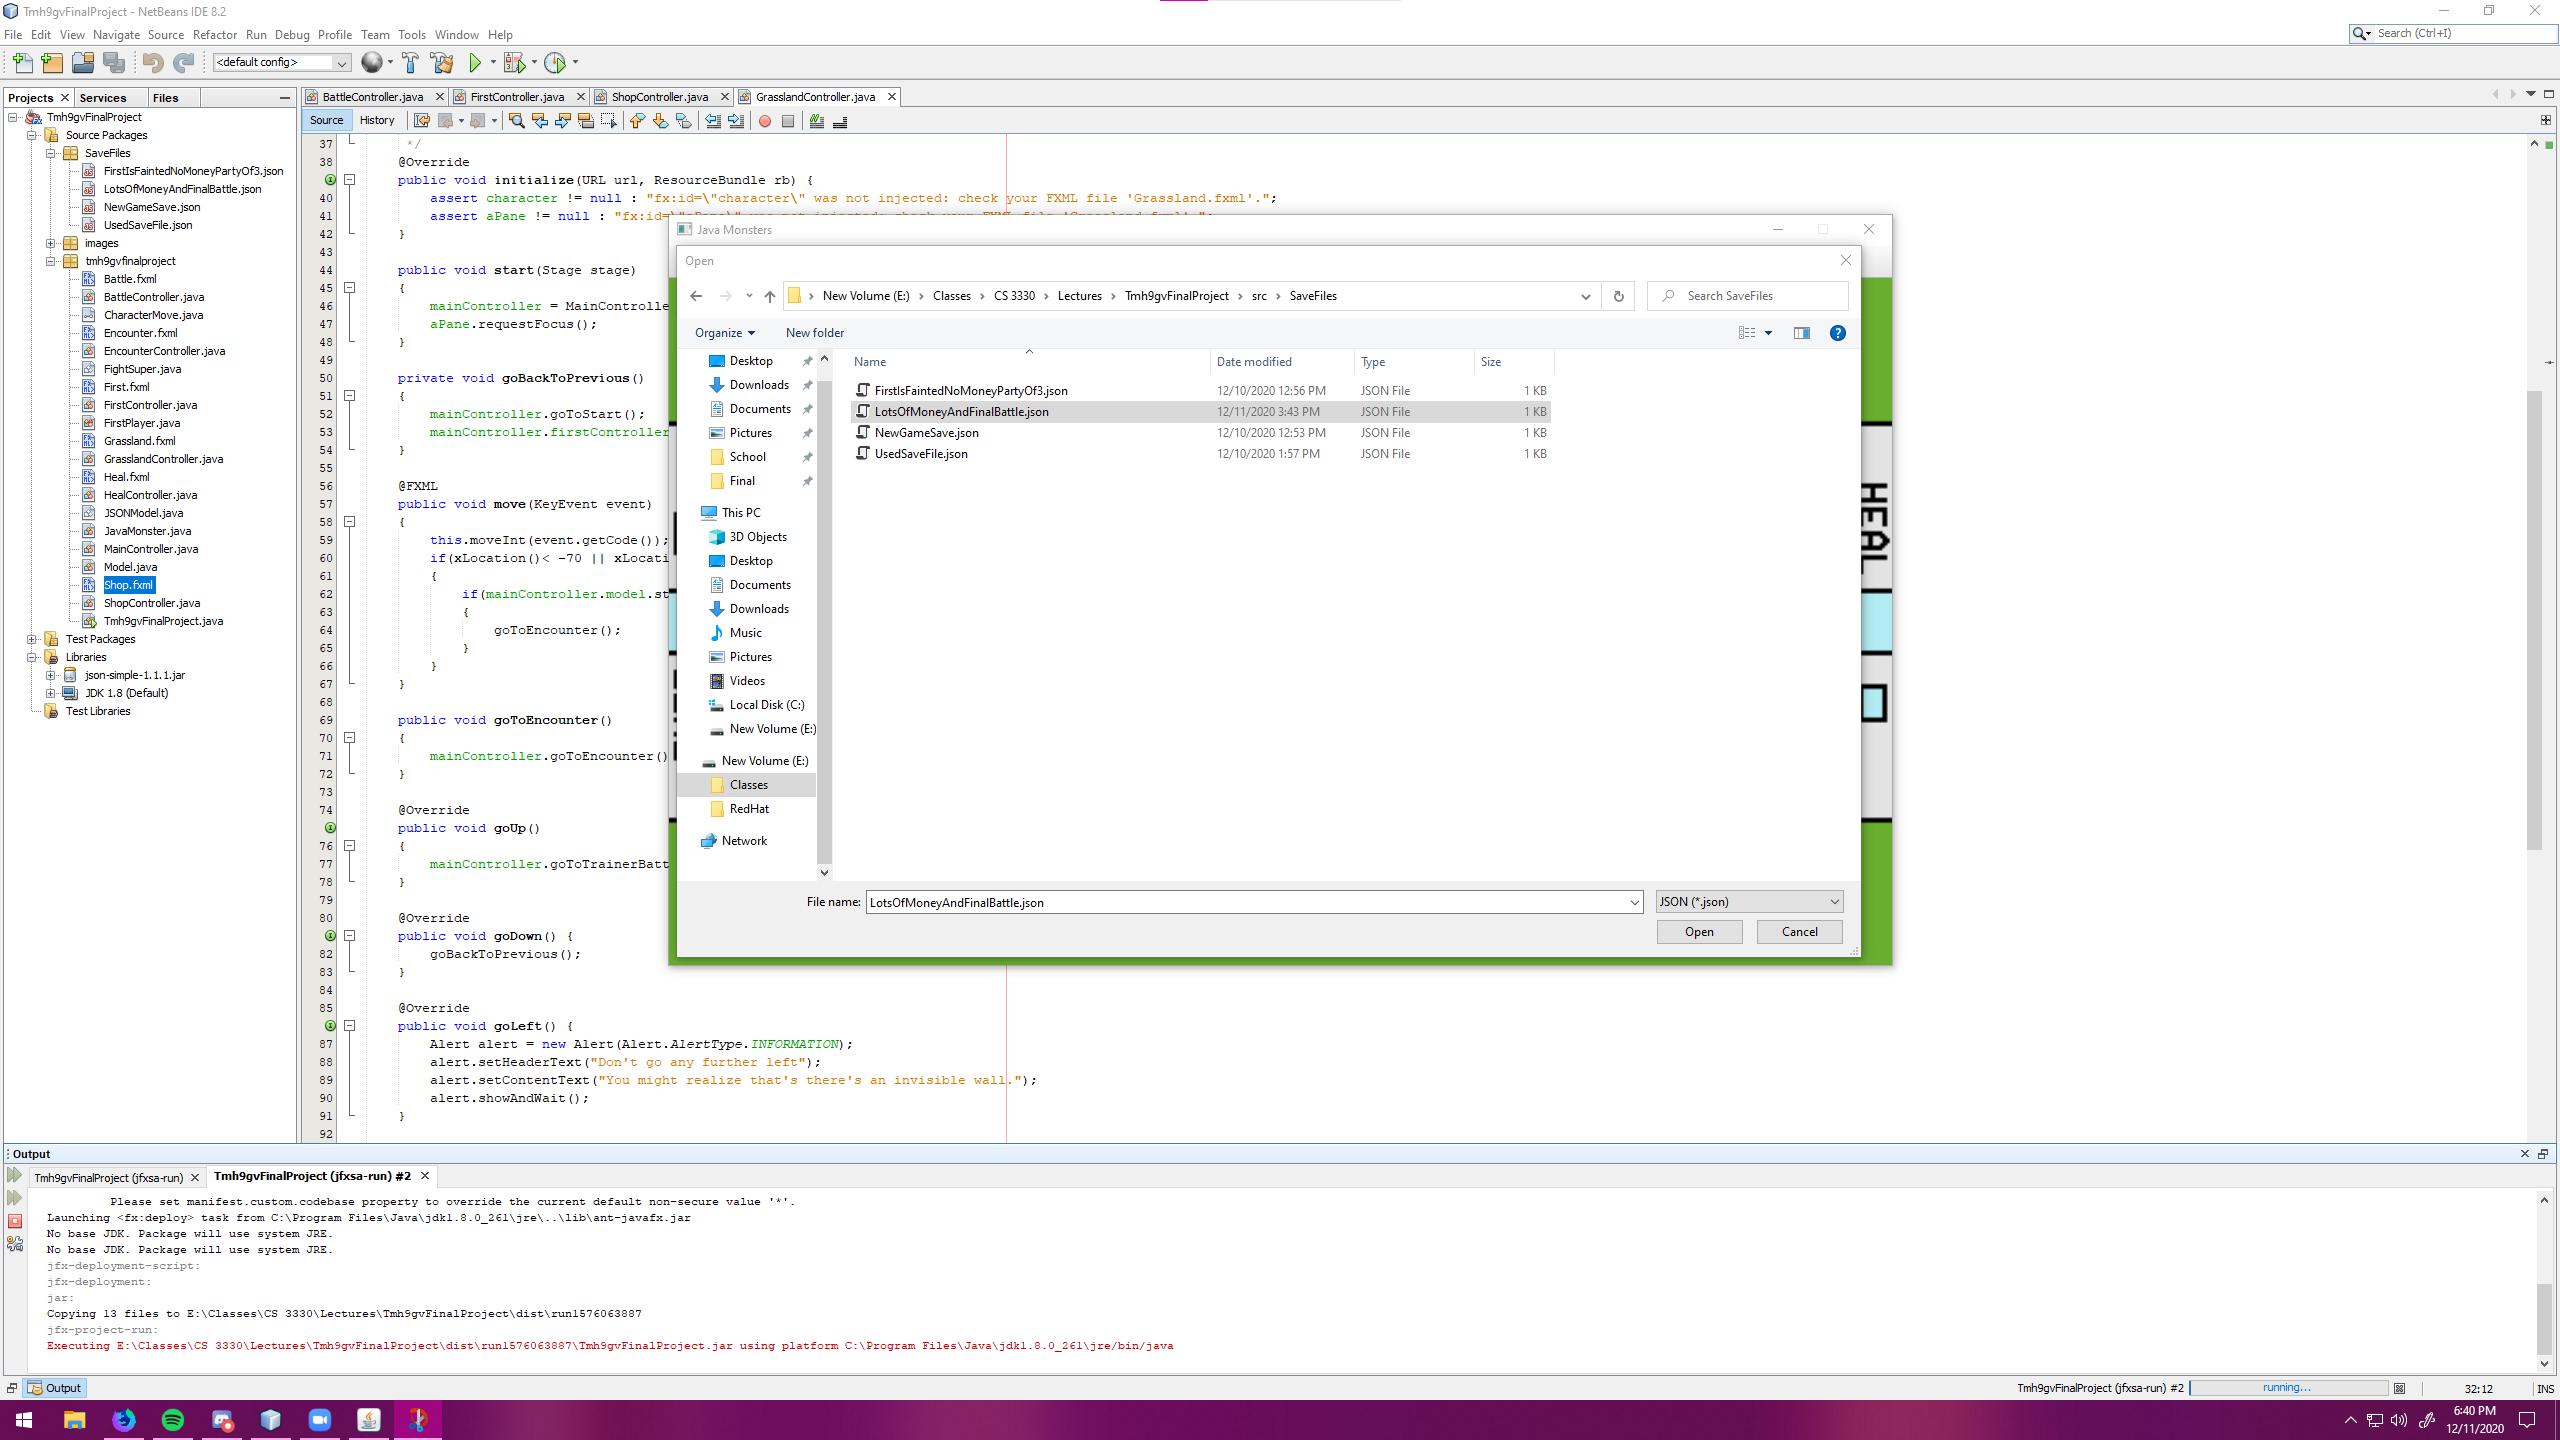 Tmh9gvFinalProject - NetBeans IDE 8.2
File Edit View Navigate Source Refactor Run Debug Profile Team Tools Window Help
Search (Ctrl+I)
<default config>
Projects Services Files
BattleController.java FirstController.java ShopController.java GrasslandController.java
Source History
Tmh9gvFinalProject
Source Packages
SaveFiles
FirstIsFaintedNoMoneyPartyOf3.json
LotsOfMoneyAndFinalBattle.json
NewGameSave.json
UsedSaveFile.json
images
tmh9gvfinalproject
Battle.fxml
BattleController.java
CharacterMove.java
Encounter.fxml
EncounterController.java
FightSuper.java
First.fxml
FirstController.java
FirstPlayer.java
Grassland.fxml
GrasslandController.java
Heal.fxml
HealController.java
JSONModel.java
JavaMonster.java
MainController.java
Model.java
Shop.fxml
ShopController.java
Tmh9gvFinalProject.java
Test Packages
Libraries
json-simple-1.1.1.jar
JDK 1.8 (Default)
Test Libraries
37 */
38 @Override
public void initialize(URL url, ResourceBundle rb) {
40 assert character != null : "fx:id=\"character\" was not injected: check your FXML file 'Grassland.fxml'.";
41 assert aPane != null : "fx:id=\"aPane\" was not injected: check your FXML file 'Grassland.fxml'.";
42 }
43
44 public void start(Stage stage)
45 {
46 mainController = MainControlle
47 aPane.requestFocus();
48 }
49
50 private void goBackToPrevious()
51 {
52 mainController.goToStart();
53 mainController.firstController
54 }
55
56 @FXML
57 public void move(KeyEvent event)
58 {
59 this.moveInt(event.getCode());
60 if(xLocation()< -70 || xLocati
61 {
62 if(mainController.model.st
63 {
64 goToEncounter();
65 }
66 }
67 }
68
69 public void goToEncounter()
70 {
71 mainController.goToEncounter()
72 }
73
74 @Override
public void goUp()
76 {
77 mainController.goToTrainerBatt
78 }
79
80 @Override
public void goDown() {
82 goBackToPrevious();
83 }
84
85 @Override
public void goLeft() {
87 Alert alert = new Alert(Alert.AlertType.INFORMATION);
88 alert.setHeaderText("Don't go any further left");
89 alert.setContentText("You might realize that's there's an invisible wall.");
90 alert.showAndWait();
91 }
92
Java Monsters
Open
New Volume (E:) › Classes › CS 3330 › Lectures › Tmh9gvFinalProject › src › SaveFiles
Search SaveFiles
Organize New folder
Desktop
Downloads
Documents
Pictures
School
Final
This PC
3D Objects
Desktop
Documents
Downloads
Music
Pictures
Videos
Local Disk (C:)
New Volume (E:)
New Volume (E:)
Classes
RedHat
Network
Name Date modified Type Size
FirstIsFaintedNoMoneyPartyOf3.json 12/10/2020 12:56 PM JSON File 1 KB
LotsOfMoneyAndFinalBattle.json 12/11/2020 3:43 PM JSON File 1 KB
NewGameSave.json 12/10/2020 12:53 PM JSON File 1 KB
UsedSaveFile.json 12/10/2020 1:57 PM JSON File 1 KB
File name: LotsOfMoneyAndFinalBattle.json JSON (*.json)
Open Cancel
HEAL
Output
Tmh9gvFinalProject (jfxsa-run) Tmh9gvFinalProject (jfxsa-run) #2
Please set manifest.custom.codebase property to override the current default non-secure value '*'.
Launching <fx:deploy> task from C:\Program Files\Java\jdk1.8.0_261\jre\..\lib\ant-javafx.jar
No base JDK. Package will use system JRE.
No base JDK. Package will use system JRE.
jfx-deployment-script:
jfx-deployment:
jar:
Copying 13 files to E:\Classes\CS 3330\Lectures\Tmh9gvFinalProject\dist\run1576063887
jfx-project-run:
Executing E:\Classes\CS 3330\Lectures\Tmh9gvFinalProject\dist\run1576063887\Tmh9gvFinalProject.jar using platform C:\Program Files\Java\jdk1.8.0_261\jre/bin/java
Output
Tmh9gvFinalProject (jfxsa-run) #2 running... 32:12 INS
6:40 PM
12/11/2020